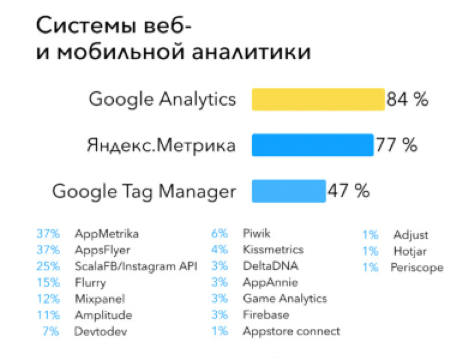 Системы веб-
и мобильной аналитики
Google Analytics 84 %
Яндекс.Метрика 77 %
Google Tag Manager 47 %
37% AppMetrika
37% AppsFlyer
25% ScalaFB/Instagram API
15% Flurry
12% Mixpanel
11% Amplitude
7% Devtodev
6% Piwik
4% Kissmetrics
3% DeltaDNA
3% AppAnnie
3% Game Analytics
3% Firebase
1% Appstore connect
1% Adjust
1% Hotjar
1% Periscope